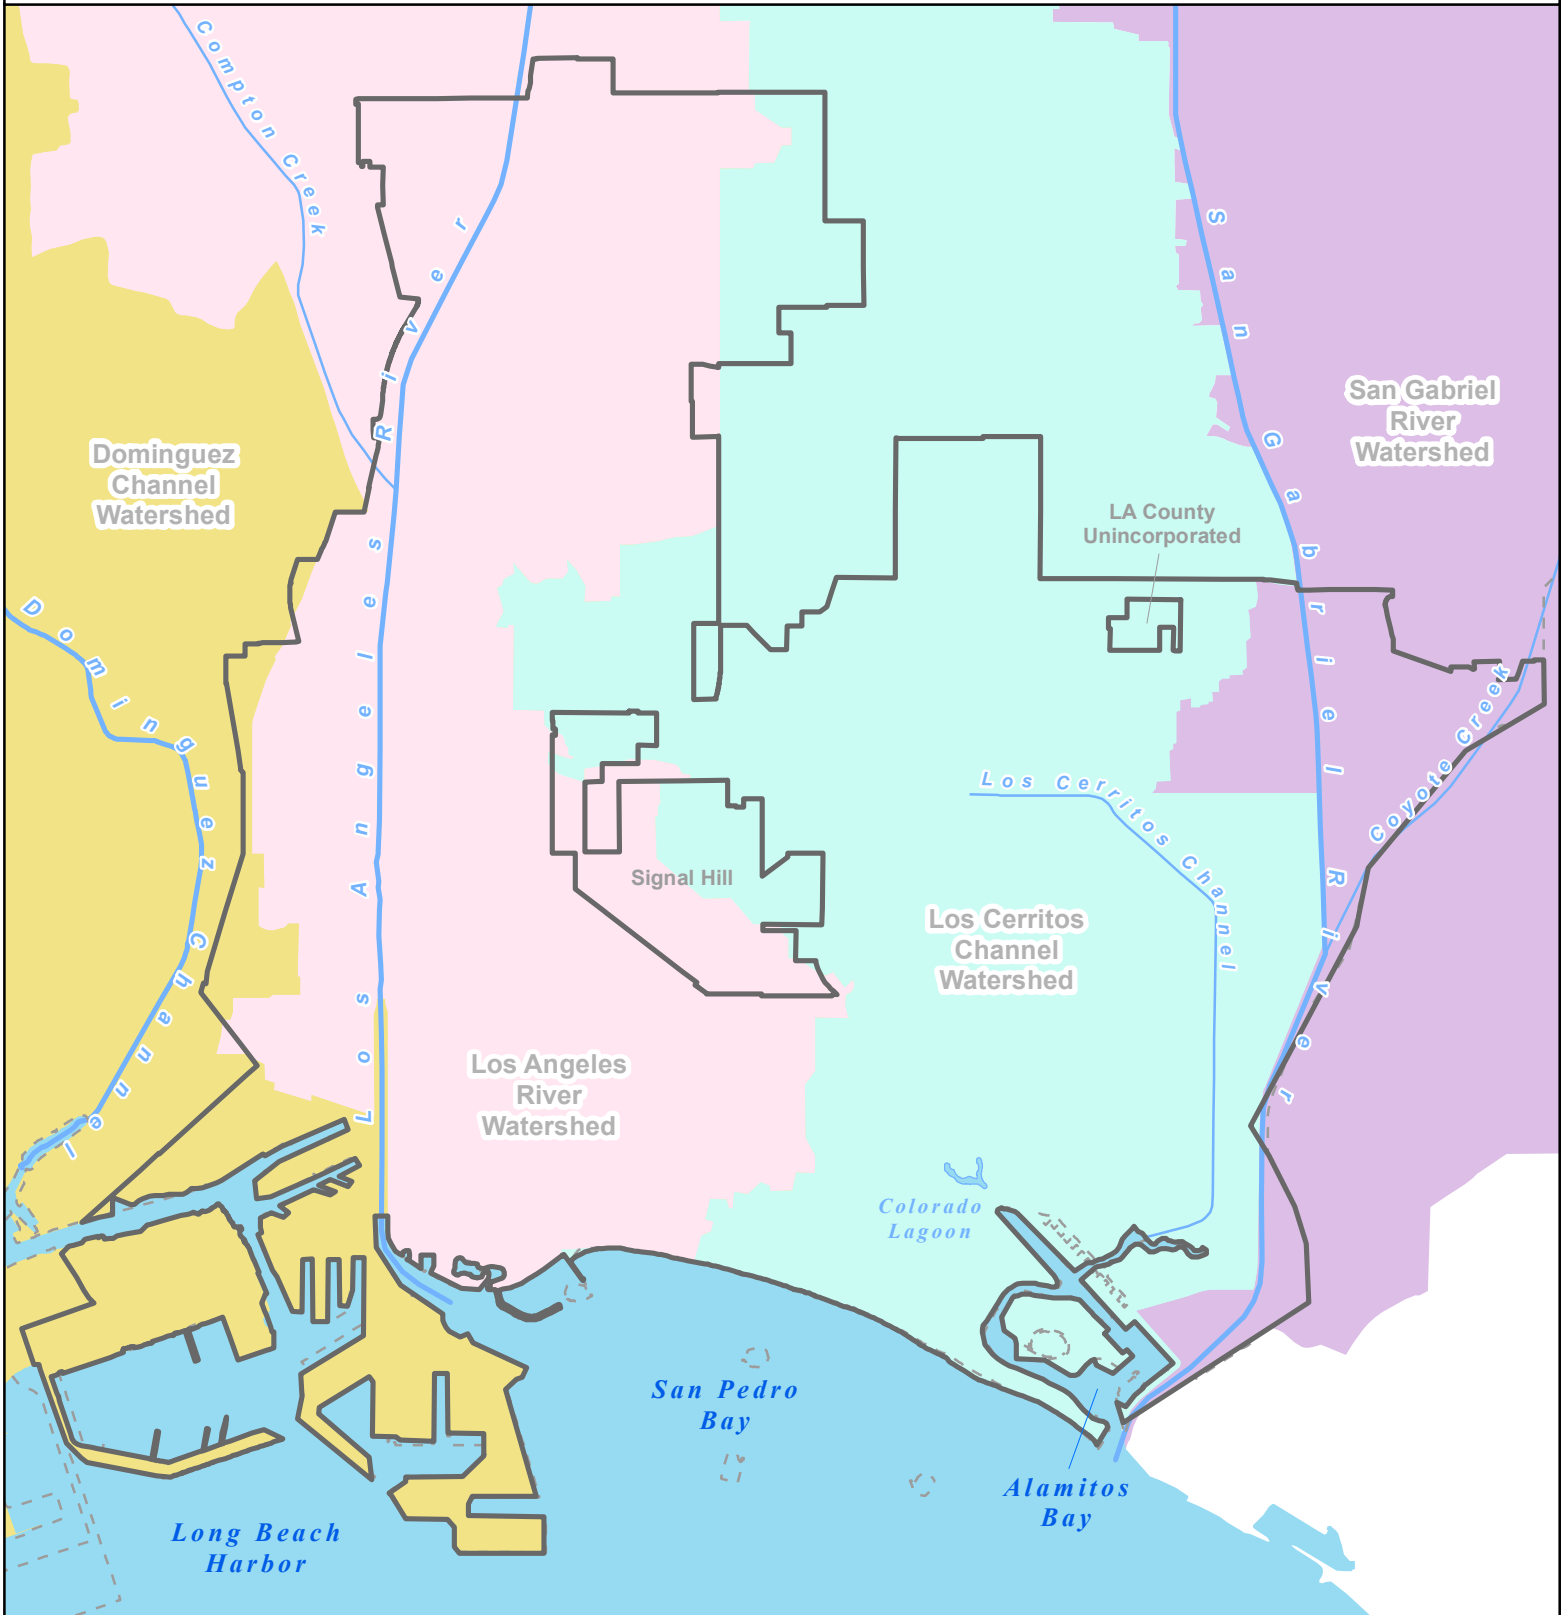 Compton Creek
Los Angeles River
San Gabriel River
Dominguez
Channel
Watershed
San Gabriel
River
Watershed
LA County
Unincorporated
Dominguez Channel
Coyote Creek
Los Cerritos Channel
Signal Hill
Los Cerritos
Channel
Watershed
Los Angeles
River
Watershed
Colorado
Lagoon
San Pedro
Bay
Alamitos
Bay
Long Beach
Harbor